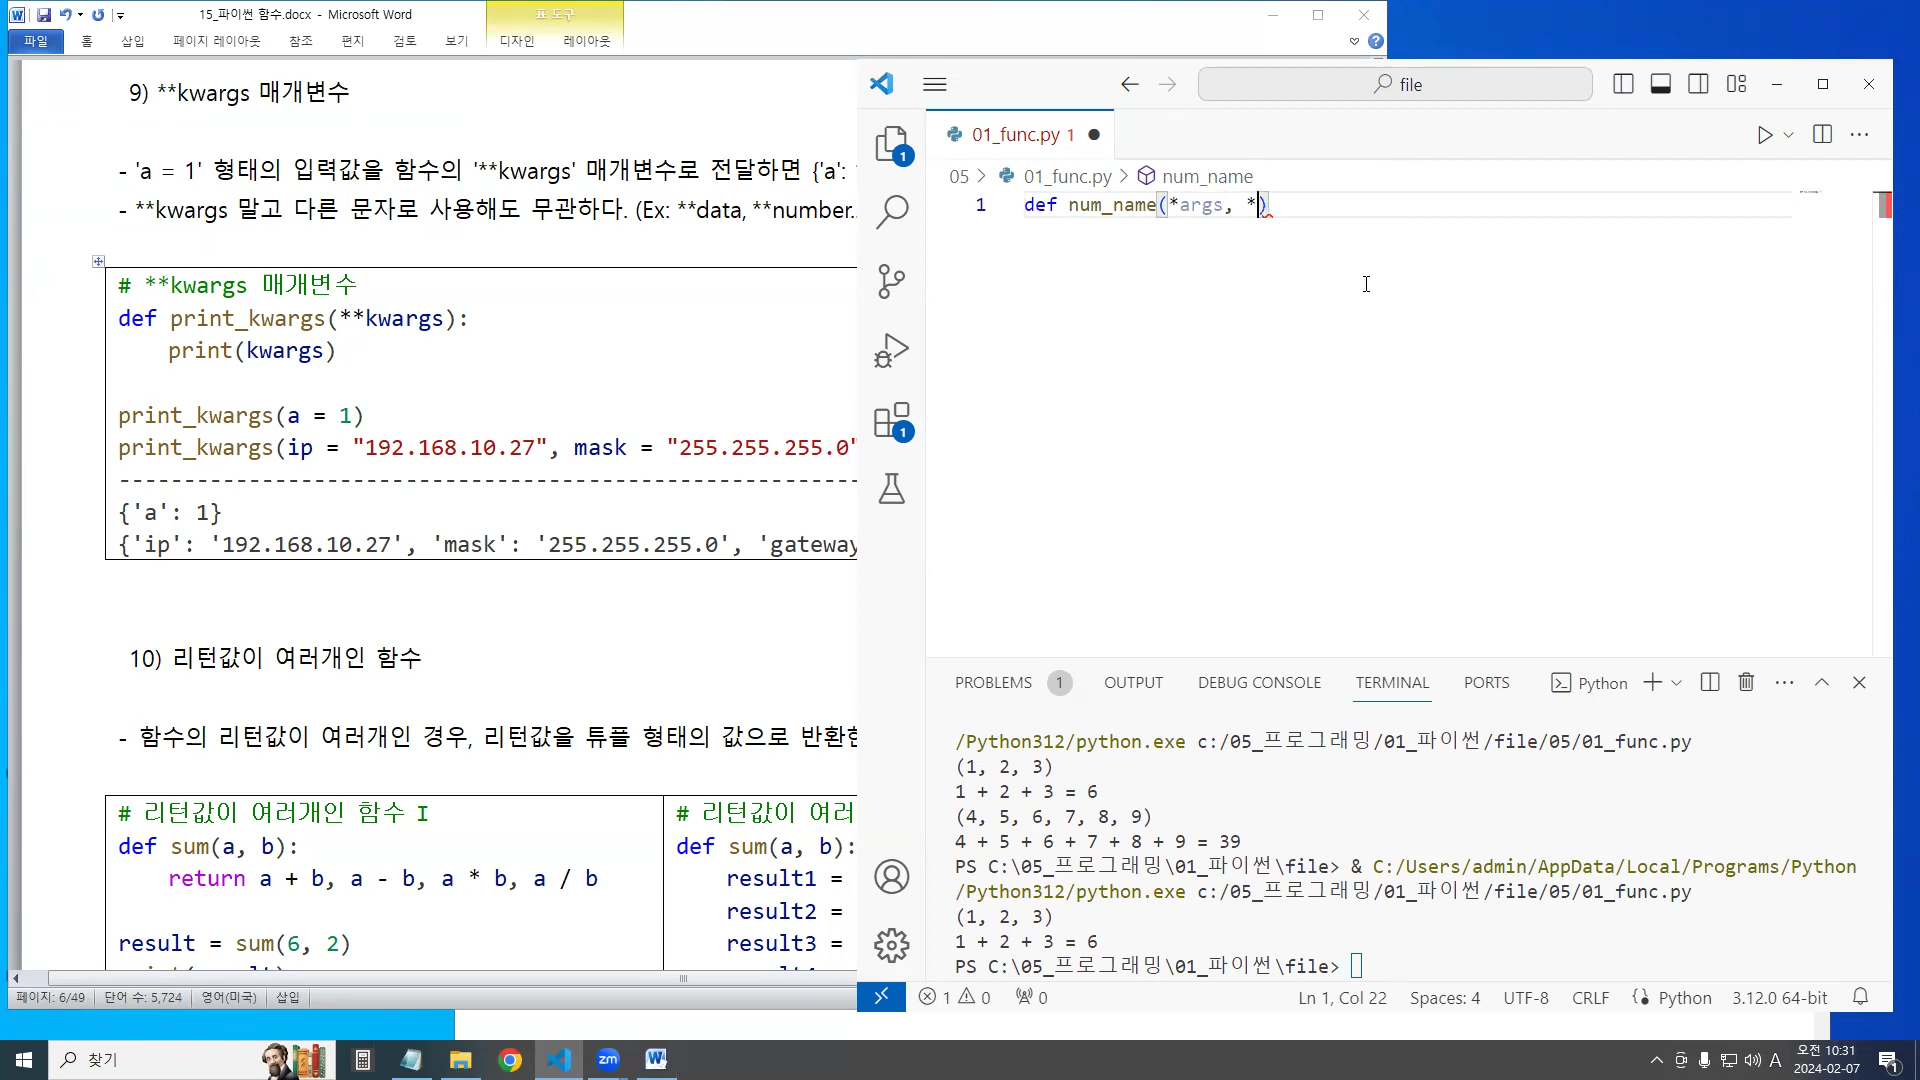 15_파이썬 함수.docx - Microsoft Word
표 도구
파일 홈 삽입 페이지 레이아웃 참조 편지 검토 보기 디자인 레이아웃
9) **kwargs 매개변수
- 'a = 1' 형태의 입력값을 함수의 '**kwargs' 매개변수로 전달하면 {'a':
- **kwargs 말고 다른 문자로 사용해도 무관하다. (Ex: **data, **number..
# **kwargs 매개변수
def print_kwargs(**kwargs):
print(kwargs)
print_kwargs(a = 1)
print_kwargs(ip = "192.168.10.27", mask = "255.255.255.0"
--------------------------------------------------------
{'a': 1}
{'ip': '192.168.10.27', 'mask': '255.255.255.0', 'gateway
10) 리턴값이 여러개인 함수
- 함수의 리턴값이 여러개인 경우, 리턴값을 튜플 형태의 값으로 반환한
# 리턴값이 여러개인 함수 I
def sum(a, b):
return a + b, a - b, a * b, a / b
result = sum(6, 2)
# 리턴값이 여러
def sum(a, b):
result1 =
result2 =
result3 =
페이지: 6/49 단어 수: 5,724 영어(미국) 삽입
file
1
1
01_func.py 1
05 > 01_func.py > num_name
1 def num_name(*args, *)
PROBLEMS 1 OUTPUT DEBUG CONSOLE TERMINAL PORTS Python
/Python312/python.exe c:/05_프로그래밍/01_파이썬/file/05/01_func.py
(1, 2, 3)
1 + 2 + 3 = 6
(4, 5, 6, 7, 8, 9)
4 + 5 + 6 + 7 + 8 + 9 = 39
PS C:\05_프로그래밍\01_파이썬\file> & C:/Users/admin/AppData/Local/Programs/Python
/Python312/python.exe c:/05_프로그래밍/01_파이썬/file/05/01_func.py
(1, 2, 3)
1 + 2 + 3 = 6
PS C:\05_프로그래밍\01_파이썬\file>
1 0 0 Ln 1, Col 22 Spaces: 4 UTF-8 CRLF Python 3.12.0 64-bit
찾기
zm
A
오전 10:31
2024-02-07
1